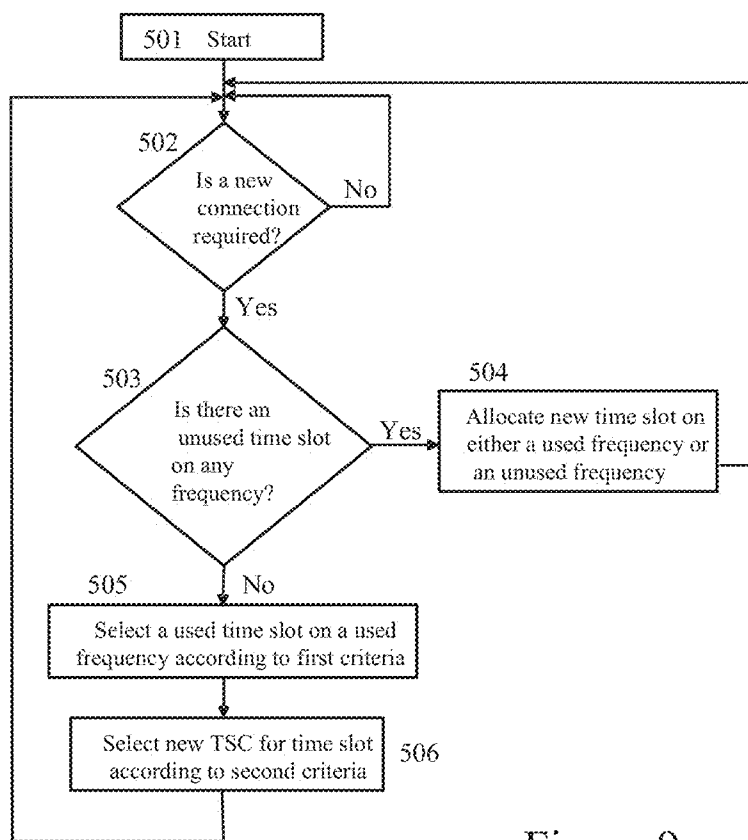 501 Start
502
Is a new
connection
required?
No
Yes
503
Is there an
unused time slot
on any
frequency?
Yes
504
Allocate new time slot on
either a used frequency or
an unused frequency
No
505
Select a used time slot on a used
frequency according to first criteria
Select new TSC for time slot
according to second criteria
506